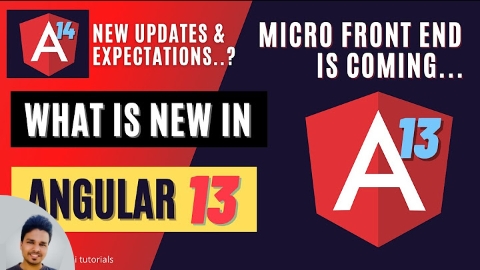 14
NEW UPDATES &
EXPECTATIONS..?
MICRO FRONT END
IS COMING...
WHAT IS NEW IN
ANGULAR 13
A
13
tutorials